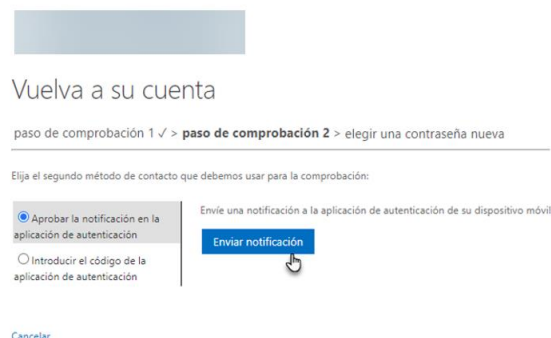 Vuelva a su cuenta
paso de comprobación 1 ✓ > paso de comprobación 2 > elegir una contraseña nueva
Elija el segundo método de contacto que debemos usar para la comprobación:
Aprobar la notificación en la
aplicación de autenticación
Introducir el código de la
aplicación de autenticación
Envíe una notificación a la aplicación de autenticación de su dispositivo móvil
Enviar notificación
Cancelar